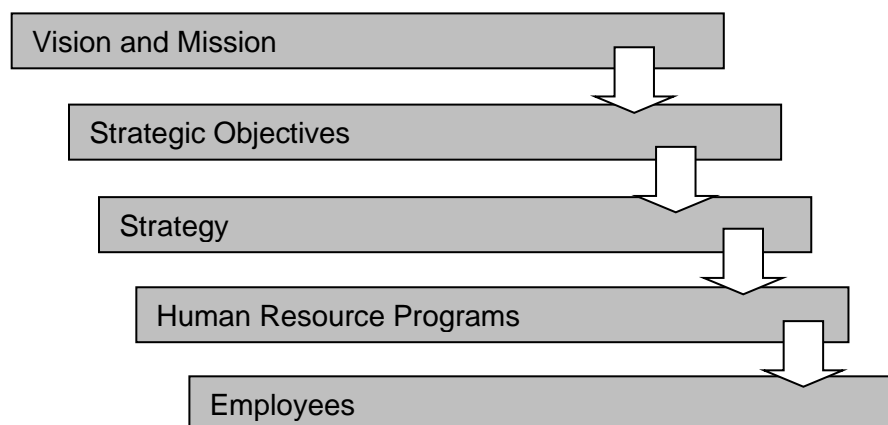 Vision and Mission
Strategic Objectives
Strategy
Human Resource Programs
Employees